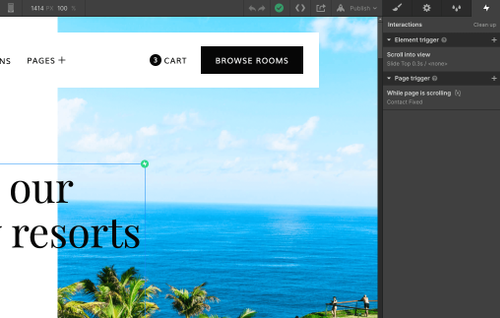 1414 PX 100 %
Publish
Interactions
Clean up
Element trigger
Scroll into view
Slide Top 0.3s / <none>
Page trigger
While page is scrolling
Contact Fixed
NS
PAGES +
3 CART
BROWSE ROOMS
our
resorts